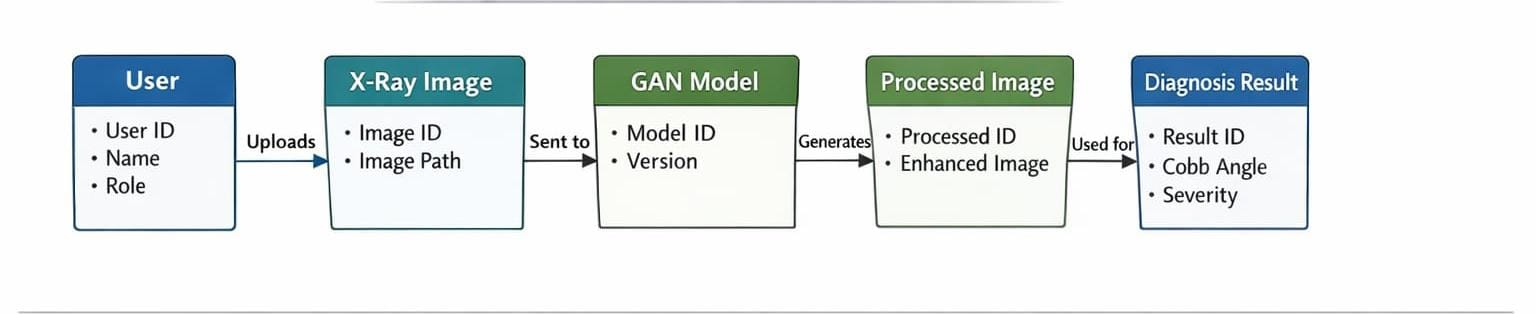 User
• User ID
• Name
• Role
Uploads
X-Ray Image
• Image ID
• Image Path
Sent to
GAN Model
• Model ID
• Version
Generates
Processed Image
• Processed ID
• Enhanced Image
Used for
Diagnosis Result
• Result ID
• Cobb Angle
• Severity